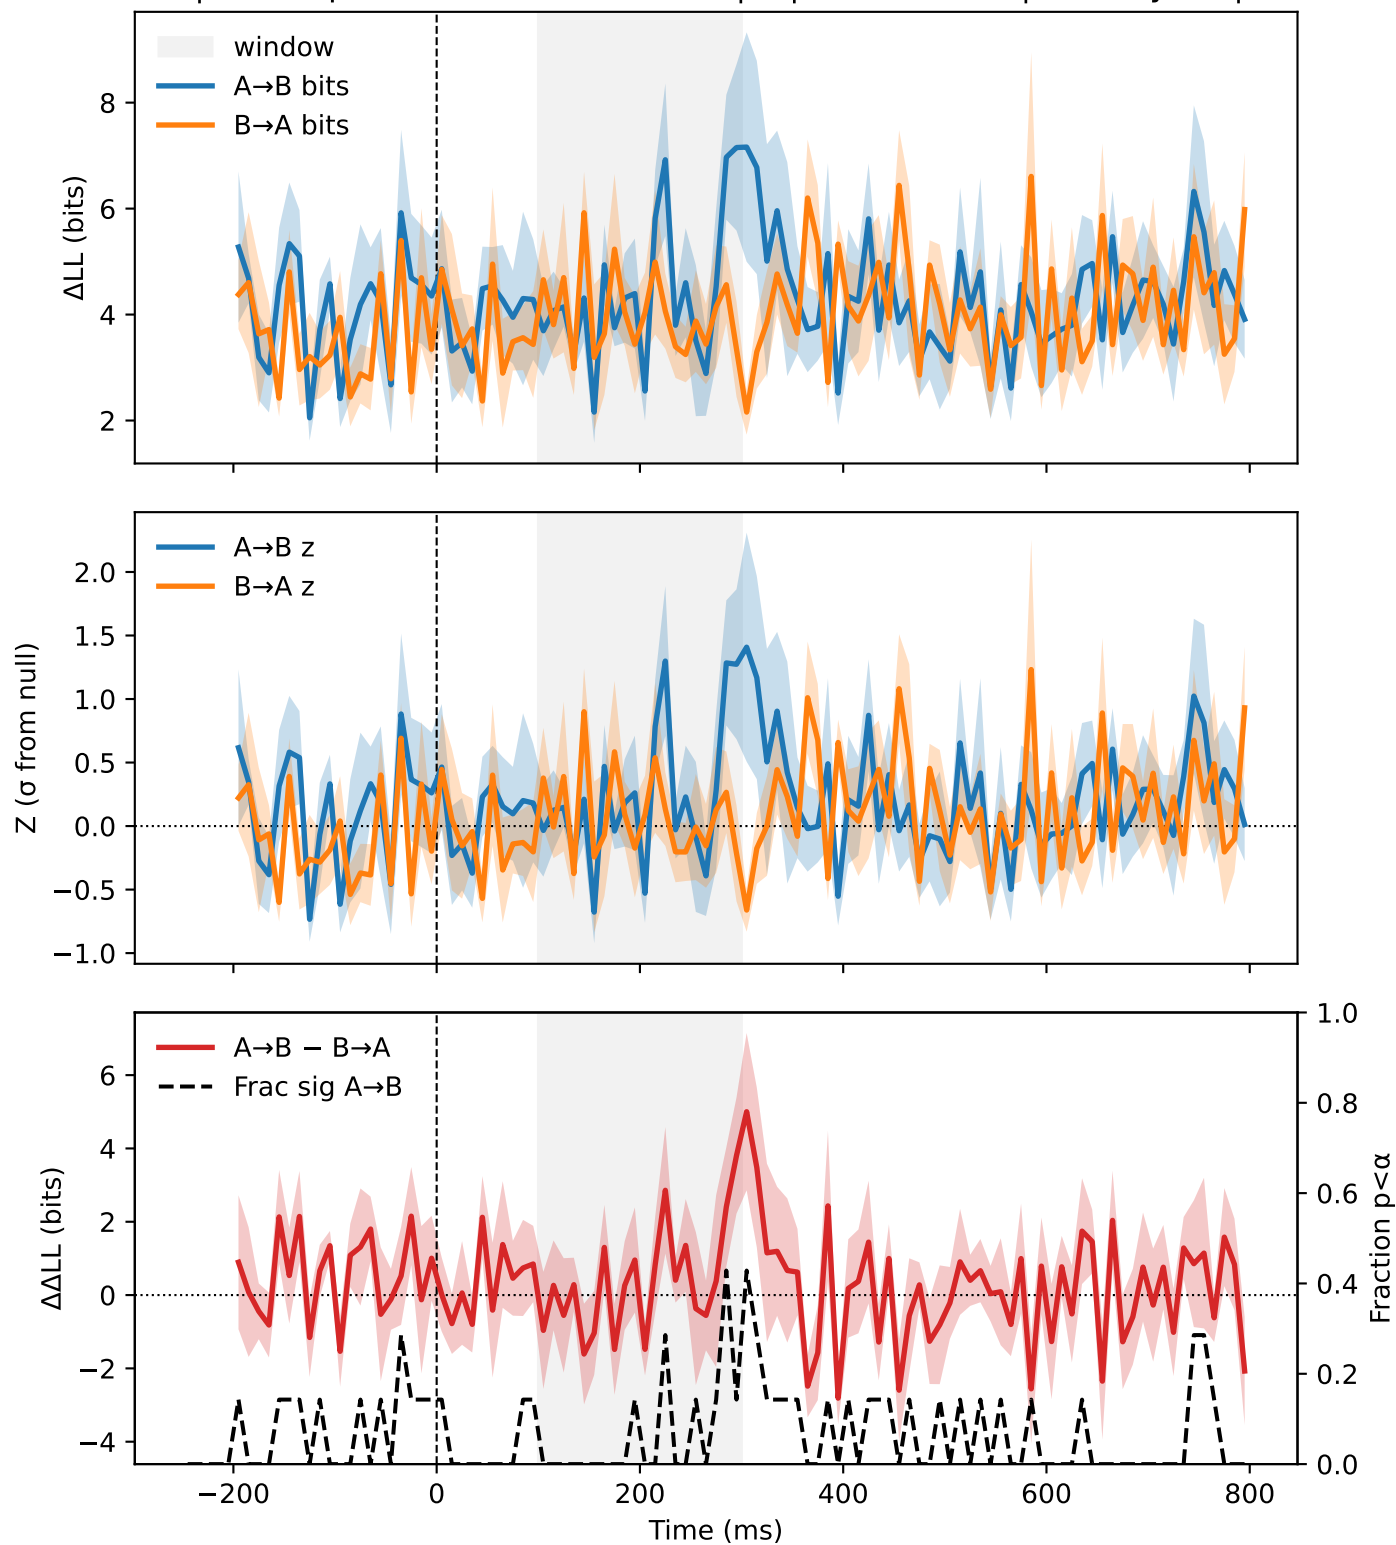 window
A→B bits
B→A bits
ΔLL (bits)
8
6
4
2
A→B z
B→A z
Z (σ from null)
2.0
1.5
1.0
0.5
0.0
−0.5
−1.0
A→B − B→A
Frac sig A→B
ΔΔLL (bits)
6
4
2
0
−2
−4
1.0
0.8
0.6
0.4
0.2
0.0
Fraction p<α
−200
0
200
400
600
800
Time (ms)